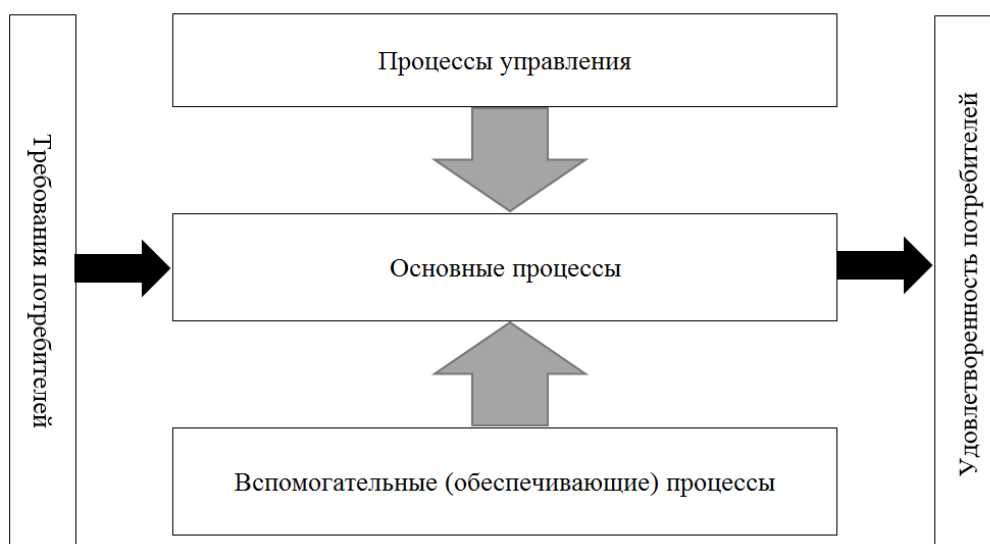 Требования потребителей
Процессы управления
Основные процессы
Вспомогательные (обеспечивающие) процессы
Удовлетворенность потребителей